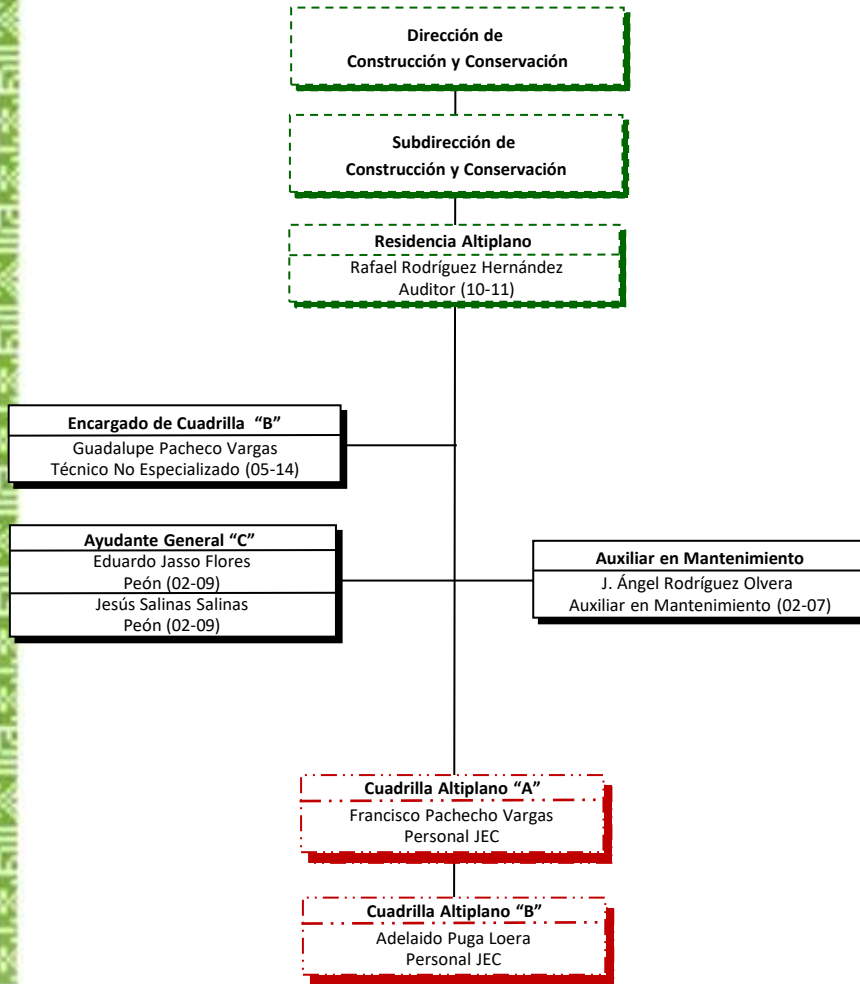 Dirección de
Construcción y Conservación
Subdirección de
Construcción y Conservación
Residencia Altiplano
Rafael Rodríguez Hernández
Auditor (10-11)
Encargado de Cuadrilla “B”
Guadalupe Pacheco Vargas
Técnico No Especializado (05-14)
Ayudante General “C”
Eduardo Jasso Flores
Peón (02-09)
Jesús Salinas Salinas
Peón (02-09)
Auxiliar en Mantenimiento
J. Ángel Rodríguez Olvera
Auxiliar en Mantenimiento (02-07)
Cuadrilla Altiplano “A”
Francisco Pachecho Vargas
Personal JEC
Cuadrilla Altiplano “B”
Adelaido Puga Loera
Personal JEC